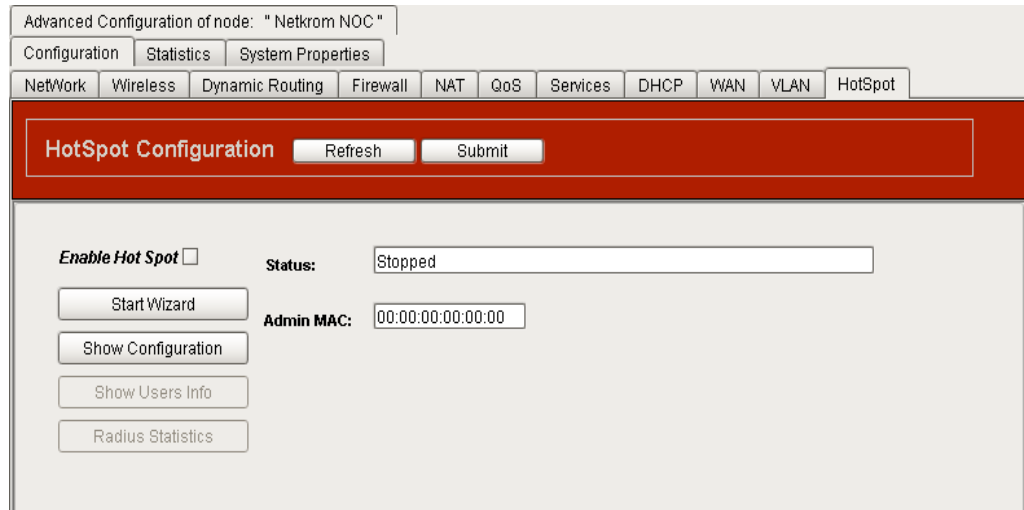 Advanced Configuration of node: "Netkrom NOC"
Configuration Statistics System Properties
NetWork Wireless Dynamic Routing Firewall NAT QoS Services DHCP WAN VLAN HotSpot
HotSpot Configuration Refresh Submit
Enable Hot Spot Status: Stopped
Start Wizard
Admin MAC: 00:00:00:00:00:00
Show Configuration
Show Users Info
Radius Statistics